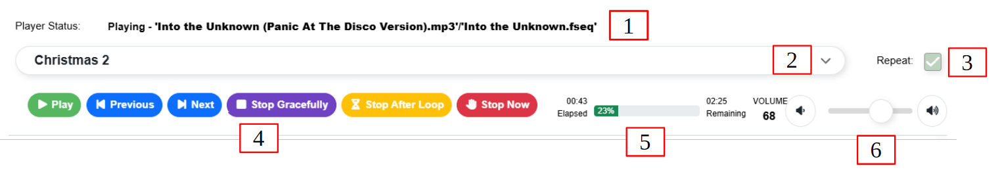 Player Status: Playing - 'Into the Unknown (Panic At The Disco Version).mp3'/'Into the Unknown.fseq' 1
Christmas 2 2 Repeat: 3
Play Previous Next Stop Gracefully Stop After Loop Stop Now 00:43 02:25 VOLUME
Elapsed 23% Remaining 68
4 5 6